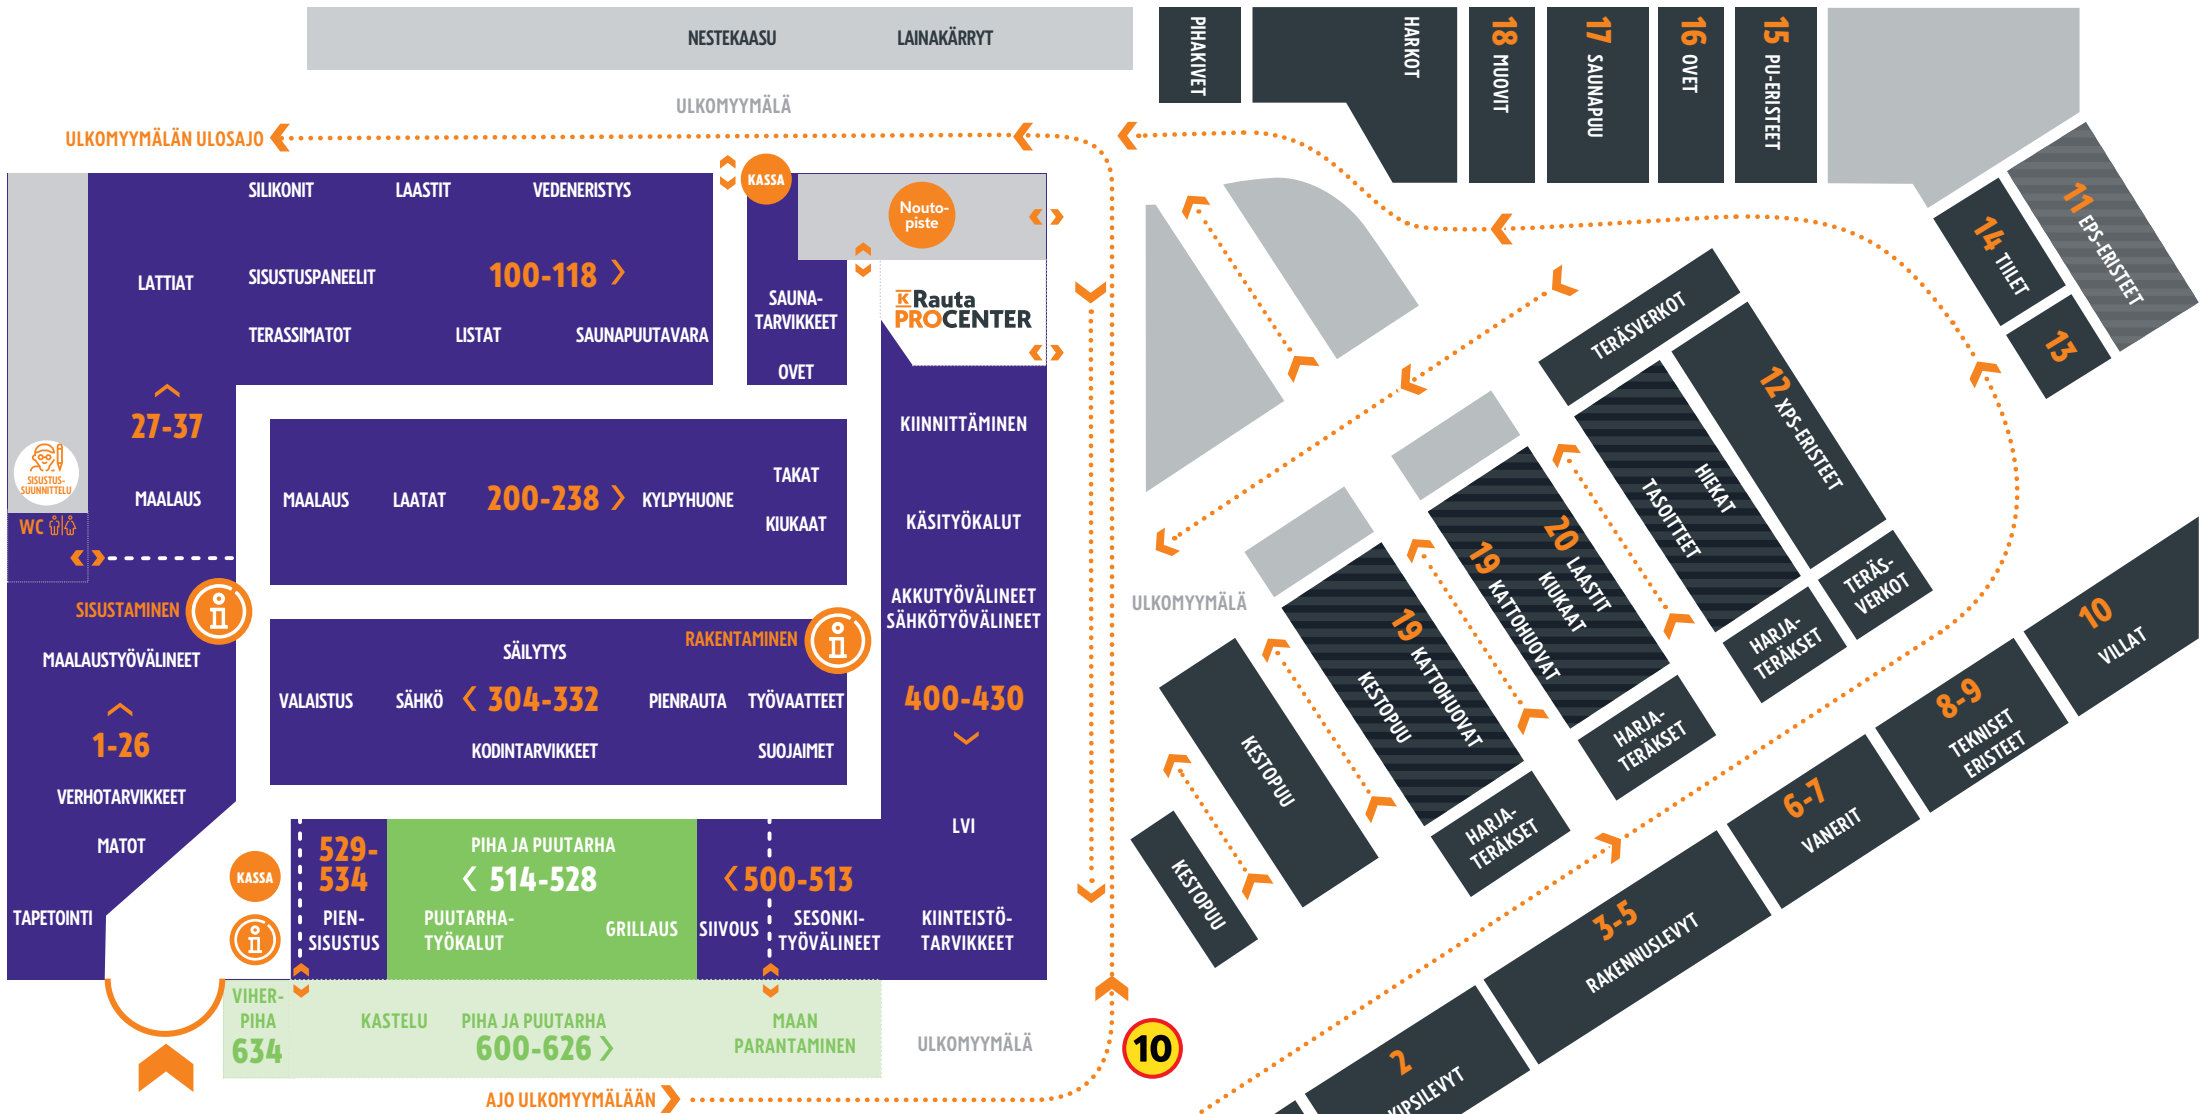 NESTEKAASU
LAINAKÄRRYT
PIHAKIVET
HARKOT
18 MUOVIT
17 SAUNAPUU
16 OVET
15 PU-ERISTEET
ULKOMYYMÄLÄ
ULKOMYYMÄLÄN ULOSAJO
KASSA
SILIKONIT
LAASTIT
VEDENERISTYS
Nouto-
piste
LATTIAT
SISUSTUSPANEELIT
100-118
SAUNA-
TARVIKKEET
K Rauta
PROCENTER
TERASSIMATOT
LISTAT
SAUNAPUUTAVARA
OVET
11 EPS-ERISTEET
14 TIILET
13
TERÄSVERKOT
12 XPS-ERISTEET
27-37
KIINNITTÄMINEN
SISUSTUS-
SUUNNITTELU
MAALAUS
WC
MAALAUS
LAATAT
200-238
KYLPYHUONE
TAKAT
KIUKAAT
KÄSITYÖKALUT
HIEKAT
TASOITTEET
20 LAASTIT
KIUKAAT
19 KATTOHUOVAT
19 KATTOHUOVAT
KESTOPUU
TERÄS-
VERKOT
HARJA-
TERÄKSET
HARJA-
TERÄKSET
HARJA-
TERÄKSET
SISUSTAMINEN
MAALAUSTYÖVÄLINEET
AKKUTYÖVÄLINEET
SÄHKÖTYÖVÄLINEET
ULKOMYYMÄLÄ
RAKENTAMINEN
SÄILYTYS
VALAISTUS
SÄHKÖ
304-332
PIENRAUTA
TYÖVAATTEET
KODINTARVIKKEET
SUOJAIMET
400-430
1-26
VERHOTARVIKKEET
MATOT
TAPETOINTI
KESTOPUU
KESTOPUU
10
VILLAT
8-9
TEKNISET
ERISTEET
6-7
VANERIT
3-5
RAKENNUSLEVYT
2
KIPSILEVYT
LVI
KASSA
529-
534
PIEN-
SISUSTUS
PIHA JA PUUTARHA
514-528
PUUTARHA-
TYÖKALUT
GRILLAUS
500-513
SIIVOUS
SESONKI-
TYÖVÄLINEET
KIINTEISTÖ-
TARVIKKEET
VIHER-
PIHA
634
KASTELU
PIHA JA PUUTARHA
600-626
MAAN
PARANTAMINEN
ULKOMYYMÄLÄ
10
AJO ULKOMYYMÄLÄÄN